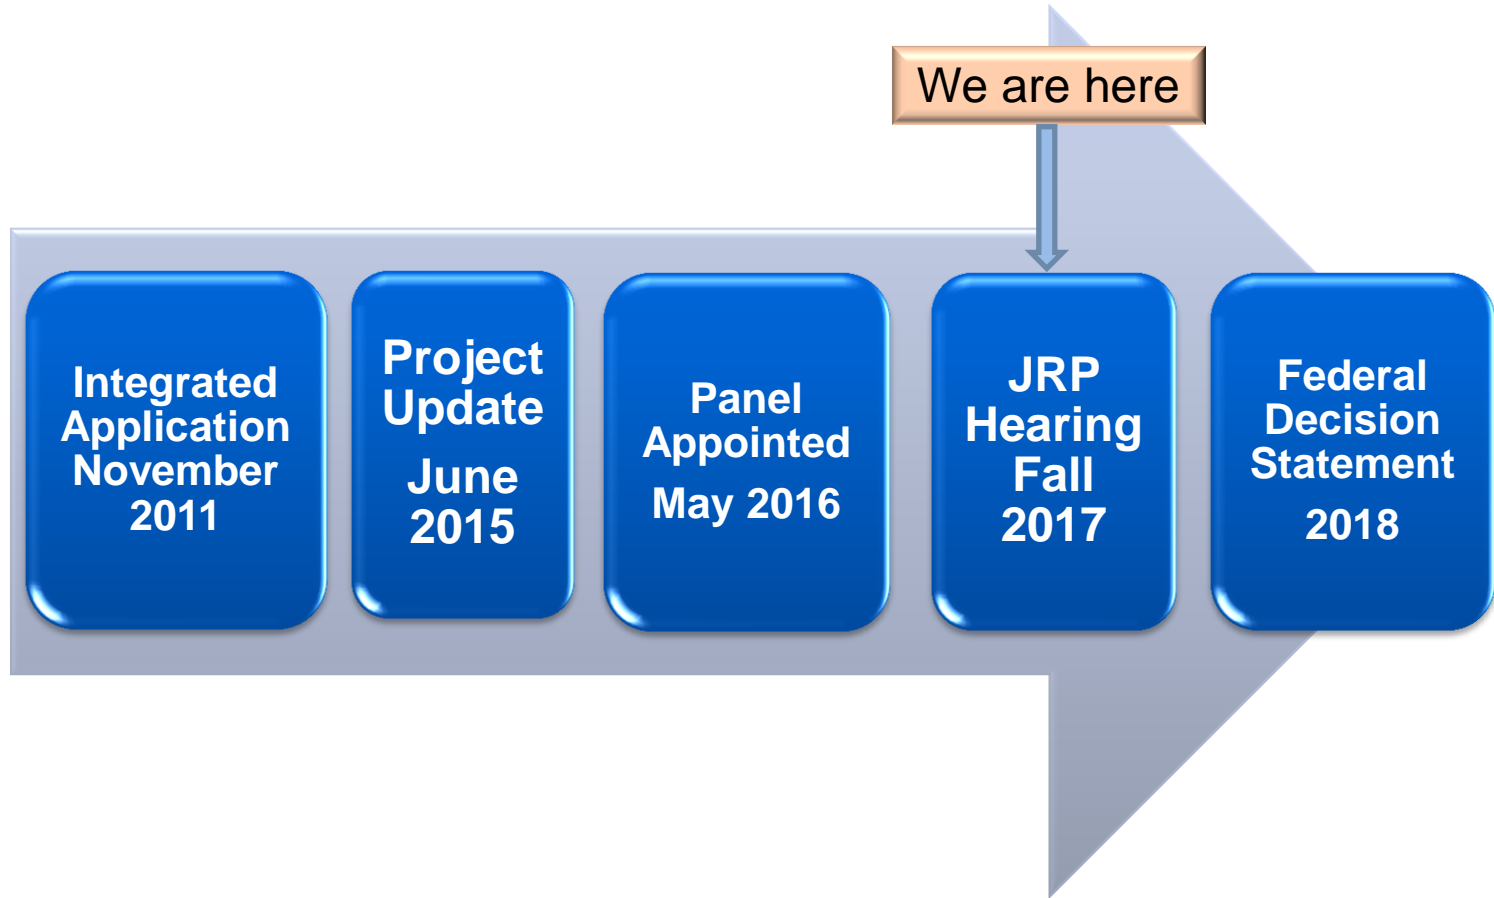 We are here
Integrated
Application
November
2011
Project
Update
June
2015
Panel
Appointed
May 2016
JRP
Hearing
Fall
2017
Federal
Decision
Statement
2018